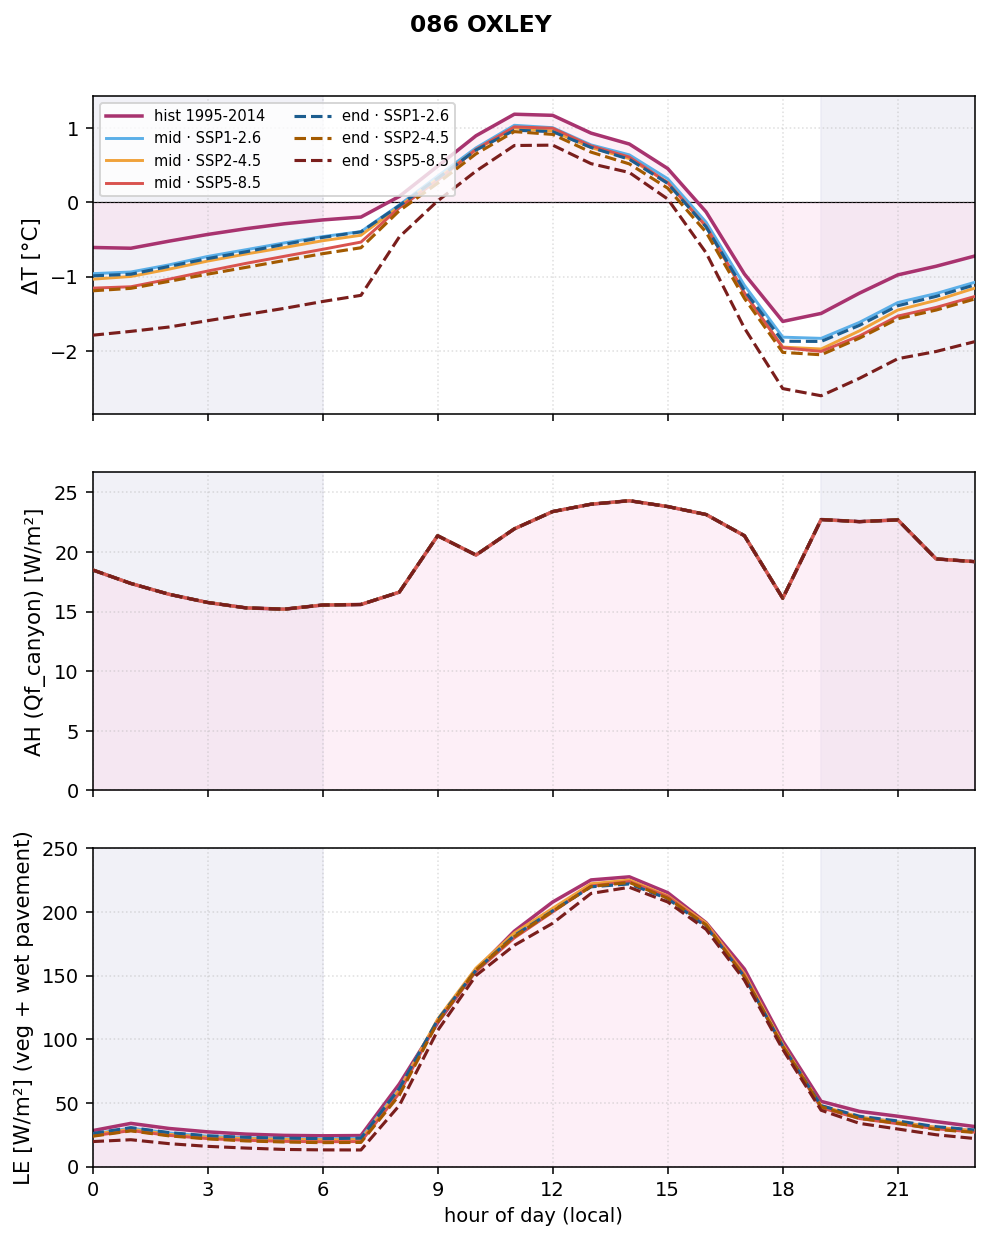 086 OXLEY
hist 1995-2014
mid · SSP1-2.6
mid · SSP2-4.5
mid · SSP5-8.5
end · SSP1-2.6
end · SSP2-4.5
end · SSP5-8.5
ΔT [°C]
1
0
−1
−2
AH (Qf_canyon) [W/m²]
25
20
15
10
5
0
LE [W/m²] (veg + wet pavement)
250
200
150
100
50
0
0 3 6 9 12 15 18 21
hour of day (local)